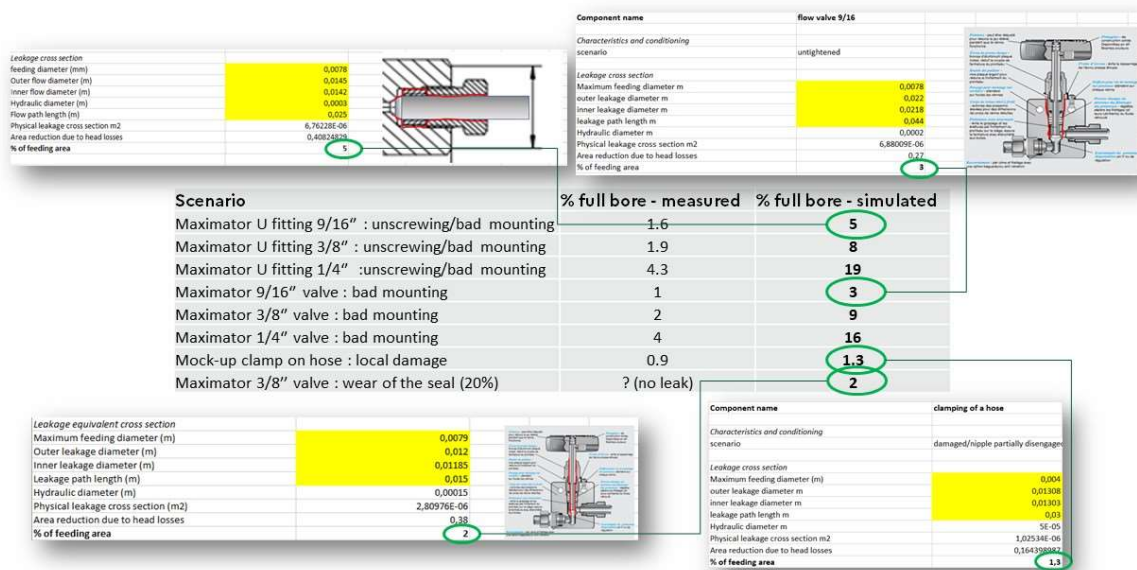 Component name flow valve 9/16
Characteristics and conditioning
scenario untightened
Leakage cross section
Maximum feeding diameter m 0,0078
outer leakage diameter m 0,022
inner leakage diameter m 0,0218
leakage path length m 0,044
Hydraulic diameter m 0,0002
Physical leakage cross section m2 6,88009E-06
Area reduction due to head losses 0,27
% of feeding area 3
Leakage cross section
feeding diameter (mm) 0,0078
Outer flow diameter (m) 0,0145
Inner flow diameter (m) 0,0142
Hydraulic diameter (m) 0,0003
Flow path length (m) 0,025
Physical leakage cross section m2 6,76228E-06
Area reduction due to head losses 0,40824829
% of feeding area 5
Scenario % full bore - measured % full bore - simulated
Maximator U fitting 9/16” : unscrewing/bad mounting 1.6 5
Maximator U fitting 3/8” : unscrewing/bad mounting 1.9 8
Maximator U fitting 1/4” :unscrewing/bad mounting 4.3 19
Maximator 9/16” valve : bad mounting 1 3
Maximator 3/8” valve : bad mounting 2 9
Maximator 1/4” valve : bad mounting 4 16
Mock-up clamp on hose : local damage 0.9 1.3
Maximator 3/8” valve : wear of the seal (20%) ? (no leak) 2
Leakage equivalent cross section
Maximum feeding diameter (m) 0,0079
Outer leakage diameter (m) 0,012
Inner leakage diameter (m) 0,01185
Leakage path length (m) 0,015
Hydraulic diameter (m) 0,00015
Physical leakage cross section (m2) 2,80976E-06
Area reduction due to head losses 0,38
% of feeding area 2
Component name clamping of a hose
Characteristics and conditioning
scenario damaged/nipple partially disengaged
Leakage cross section
Maximum feeding diameter (m) 0,004
outer leakage diameter m 0,01308
inner leakage diameter m 0,01303
leakage path length m 0,03
Hydraulic diameter m 5E-05
Physical leakage cross section m2 1,02534E-06
Area reduction due to head losses 0,164398987
% of feeding area 1,3